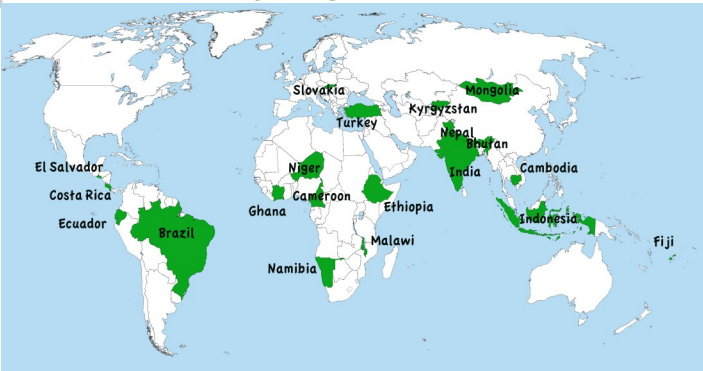 Slovakia
Mongolia
Kyrgyzstan
Turkey
Nepal
Bhutan
El Salvador
Niger
India
Cambodia
Costa Rica
Cameroon
Ghana
Ethiopia
Ecuador
Brazil
Indonesia
Malawi
Fiji
Namibia